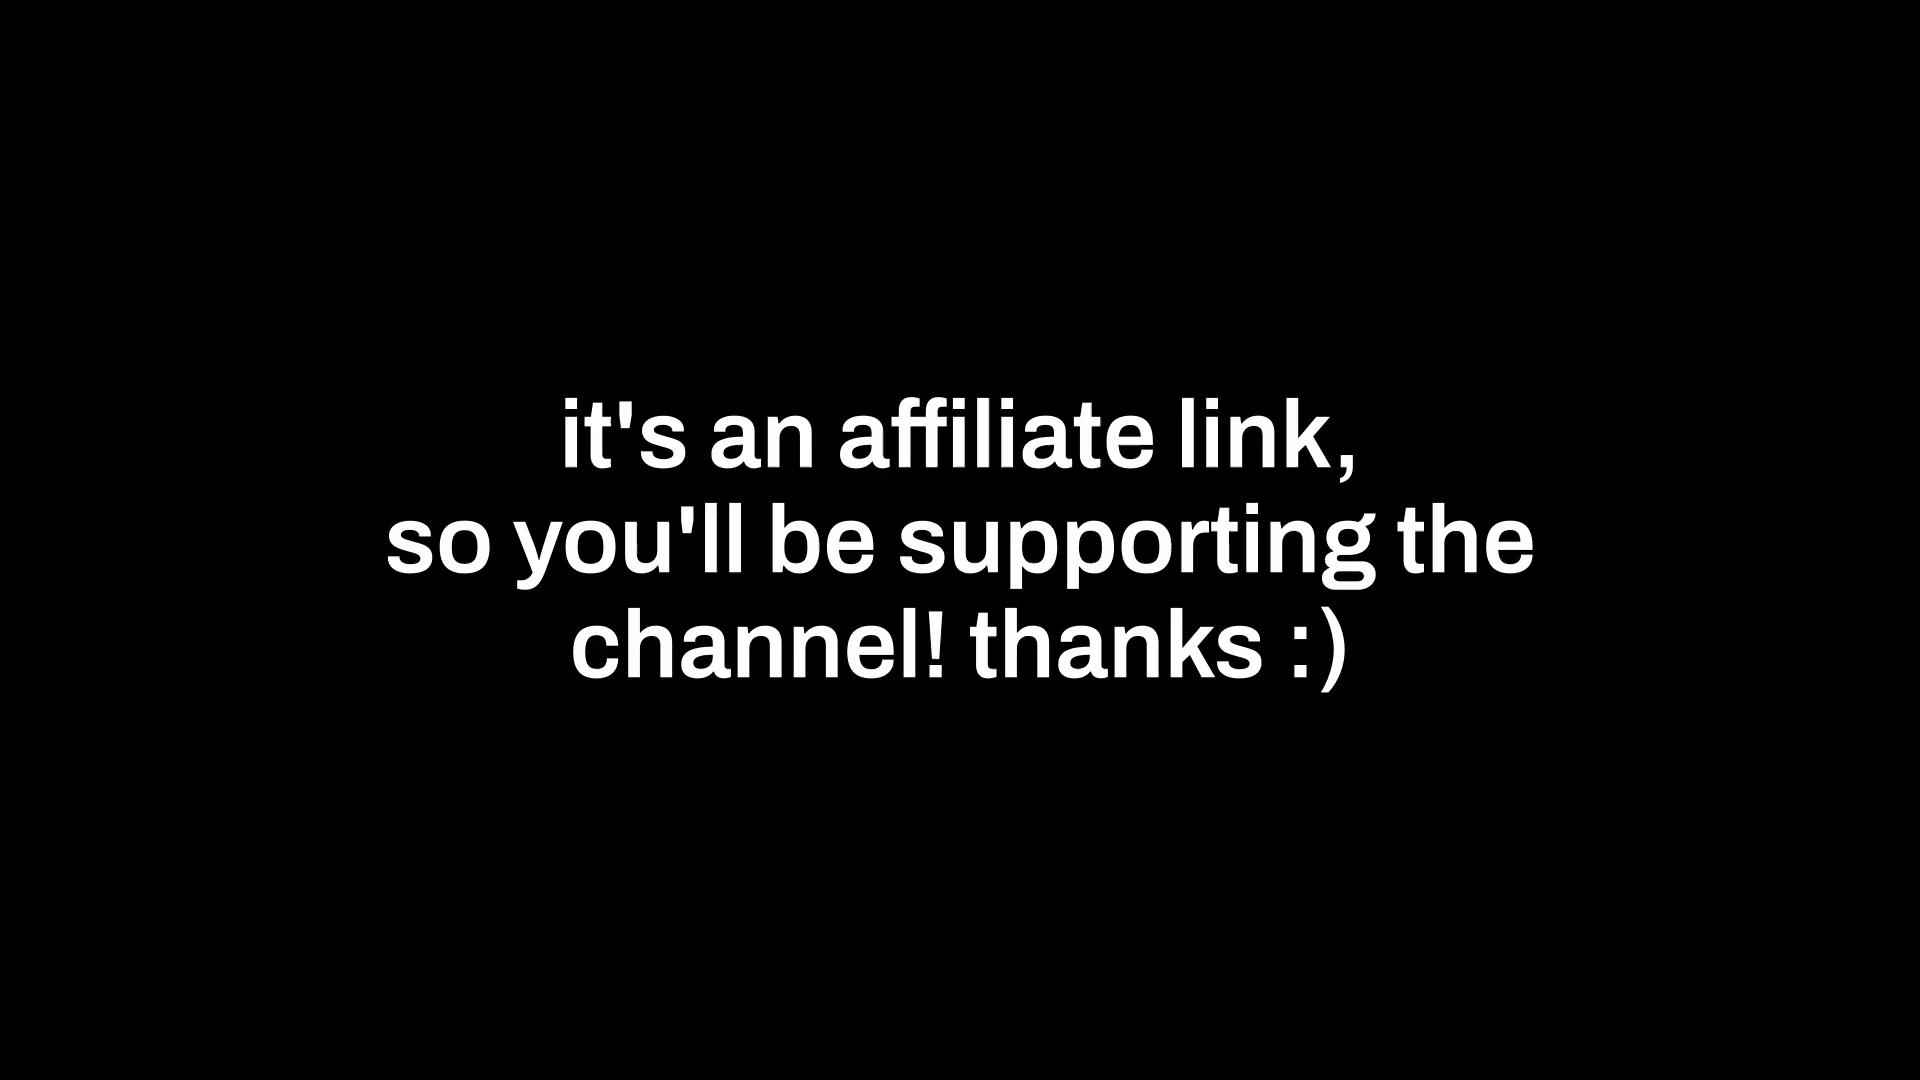 it's an affiliate link,
so you'll be supporting the
channel! thanks :)